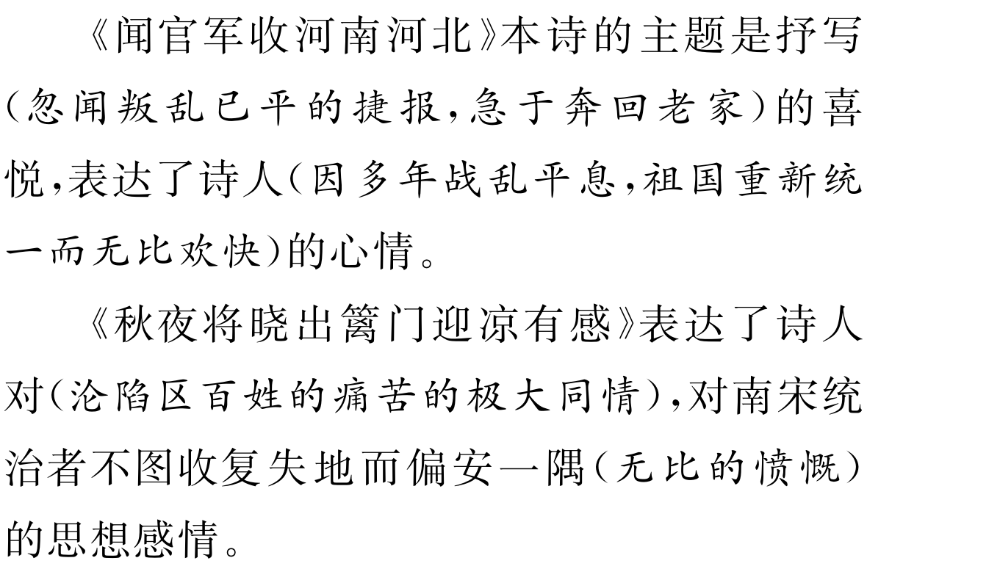 《闻官军收河南河北》本诗的主题是抒写
(忽闻叛乱已平的捷报,急于奔回老家)的喜
悦,表达了诗人(因多年战乱平息,祖国重新统
一而无比欢快)的心情。
《秋夜将晓出篱门迎凉有感》表达了诗人
对(沦陷区百姓的痛苦的极大同情),对南宋统
治者不图收复失地而偏安一隅(无比的愤慨)
的思想感情。